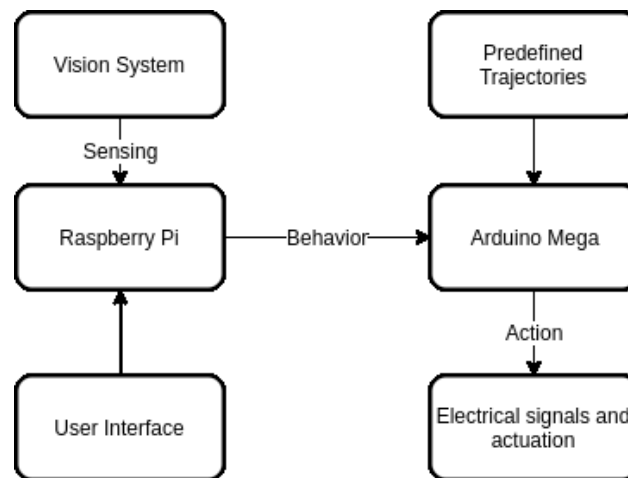 Vision System
Predefined
Trajectories
Sensing
Raspberry Pi
Behavior
Arduino Mega
Action
User Interface
Electrical signals and
actuation